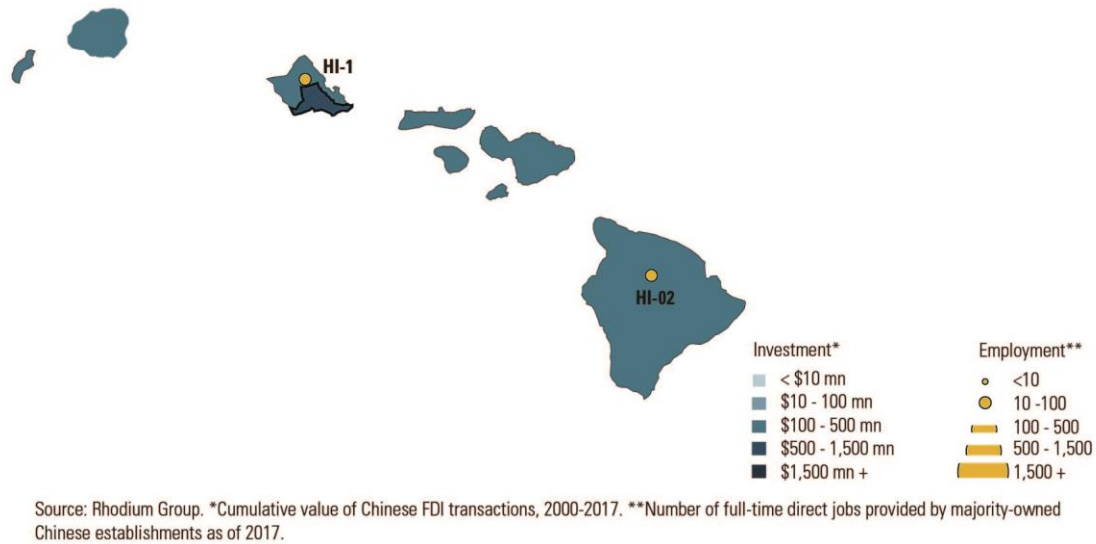 HI-1
HI-02
Investment*
< $10 mn
$10 - 100 mn
$100 - 500 mn
$500 - 1,500 mn
$1,500 mn +
Employment**
<10
10 -100
100 - 500
500 - 1,500
1,500 +
Source: Rhodium Group. *Cumulative value of Chinese FDI transactions, 2000-2017. **Number of full-time direct jobs provided by majority-owned
Chinese establishments as of 2017.